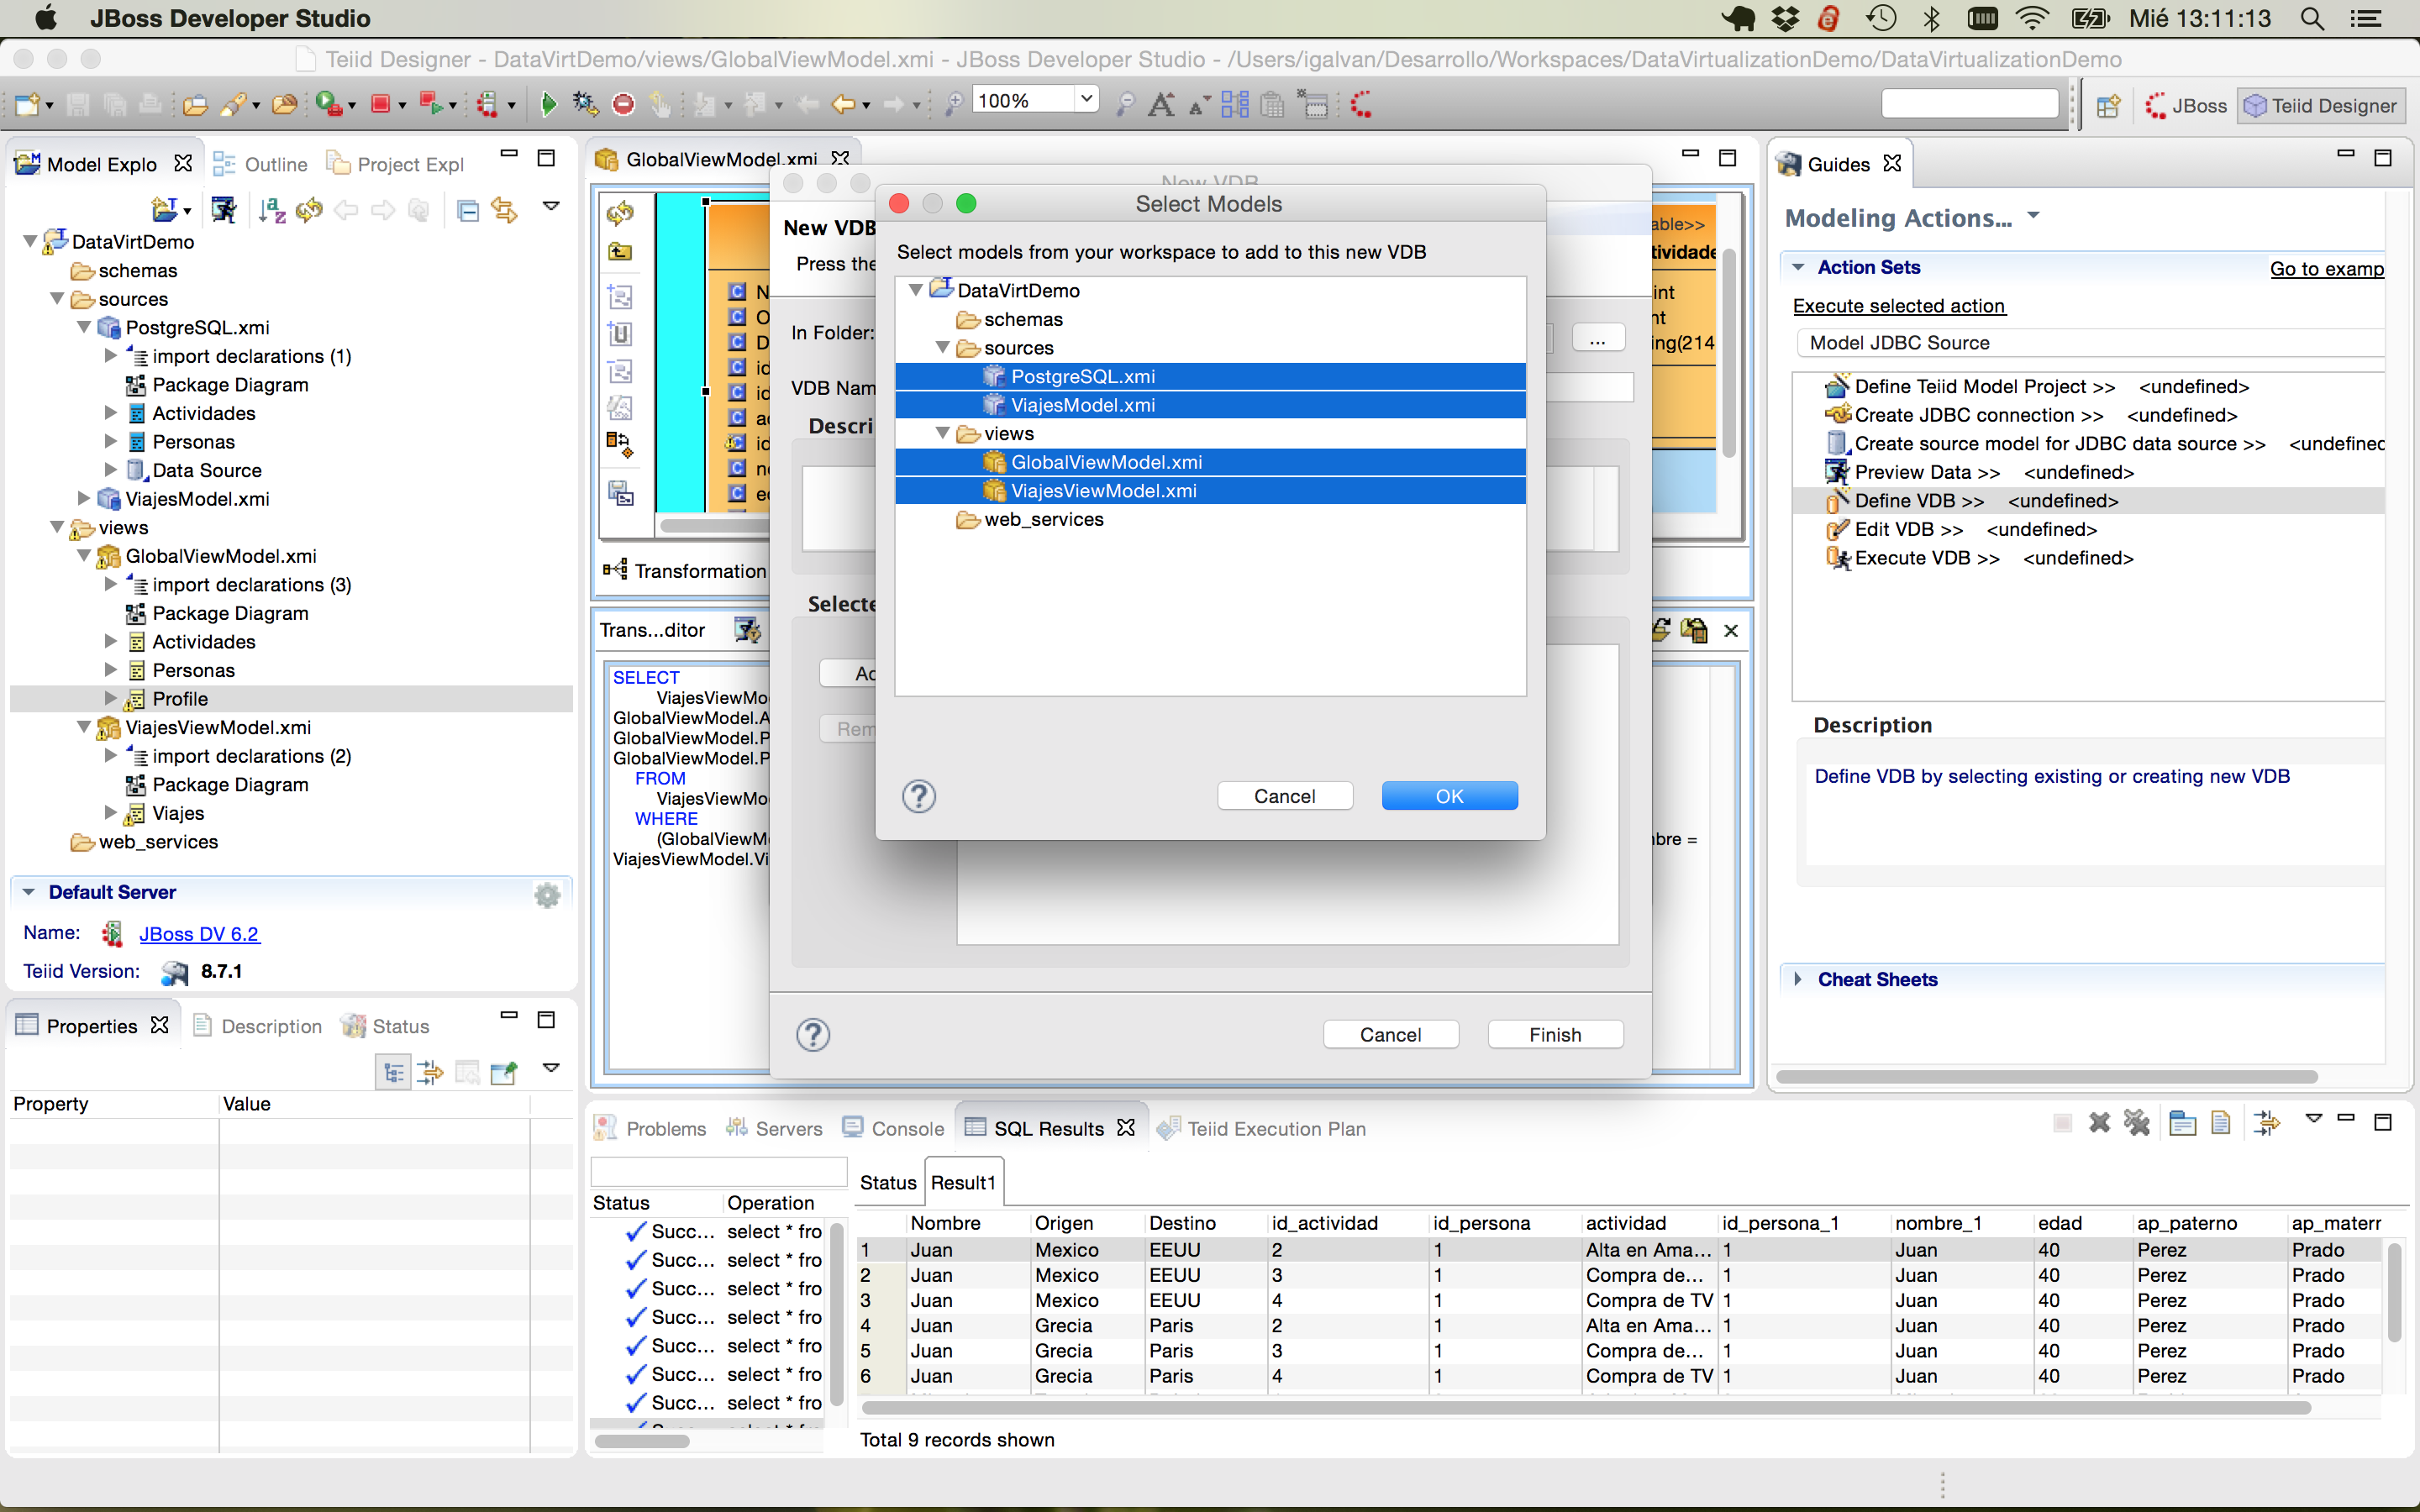 JBoss Developer Studio
Mié 13:11:13
Teiid Designer - DataVirtDemo/views/GlobalViewModel.xmi - JBoss Developer Studio - /Users/igalvan/Desarrollo/Workspaces/DataVirtualizationDemo/DataVirtualizationDemo
100%
JBoss
Teiid Designer
Model Explo
Outline
Project Expl
DataVirtDemo
schemas
sources
PostgreSQL.xmi
import declarations (1)
Package Diagram
Actividades
Personas
Data Source
ViajesModel.xmi
views
GlobalViewModel.xmi
import declarations (3)
Package Diagram
Actividades
Personas
Profile
ViajesViewModel.xmi
import declarations (2)
Package Diagram
Viajes
web_services
Default Server
Name: JBoss DV 6.2
Teiid Version: 8.7.1
Properties
Description
Status
Property Value
GlobalViewModel.xmi
Transformation
Trans...ditor
SELECT
ViajesViewMo
GlobalViewModel.A
GlobalViewModel.P
GlobalViewModel.P
FROM
ViajesViewMo
WHERE
(GlobalViewM
bre =
ViajesViewModel.Vi
able>>
tividade
int
nt
ing(214
New VDB
New VDB
Press the
In Folder:
...
VDB Nam
Descri
Selecte
Ad
Rem
Cancel
Finish
Select Models
Select models from your workspace to add to this new VDB
DataVirtDemo
schemas
sources
PostgreSQL.xmi
ViajesModel.xmi
views
GlobalViewModel.xmi
ViajesViewModel.xmi
web_services
Cancel
OK
Guides
Modeling Actions...
Action Sets
Go to examp
Execute selected action
Model JDBC Source
Define Teiid Model Project >> <undefined>
Create JDBC connection >> <undefined>
Create source model for JDBC data source >> <undefinec
Preview Data >> <undefined>
Define VDB >> <undefined>
Edit VDB >> <undefined>
Execute VDB >> <undefined>
Description
Define VDB by selecting existing or creating new VDB
Cheat Sheets
Problems
Servers
Console
SQL Results
Teiid Execution Plan
Status Operation
Succ... select * fro
Succ... select * fro
Succ... select * fro
Succ... select * fro
Succ... select * fro
Succ... select * fro
Succ... select * fro
Status
Result1
Nombre Origen Destino id_actividad id_persona actividad id_persona_1 nombre_1 edad ap_paterno ap_materr
1 Juan Mexico EEUU 2 1 Alta en Ama... 1 Juan 40 Perez Prado
2 Juan Mexico EEUU 3 1 Compra de... 1 Juan 40 Perez Prado
3 Juan Mexico EEUU 4 1 Compra de TV 1 Juan 40 Perez Prado
4 Juan Grecia Paris 2 1 Alta en Ama... 1 Juan 40 Perez Prado
5 Juan Grecia Paris 3 1 Compra de... 1 Juan 40 Perez Prado
6 Juan Grecia Paris 4 1 Compra de TV 1 Juan 40 Perez Prado
Total 9 records shown